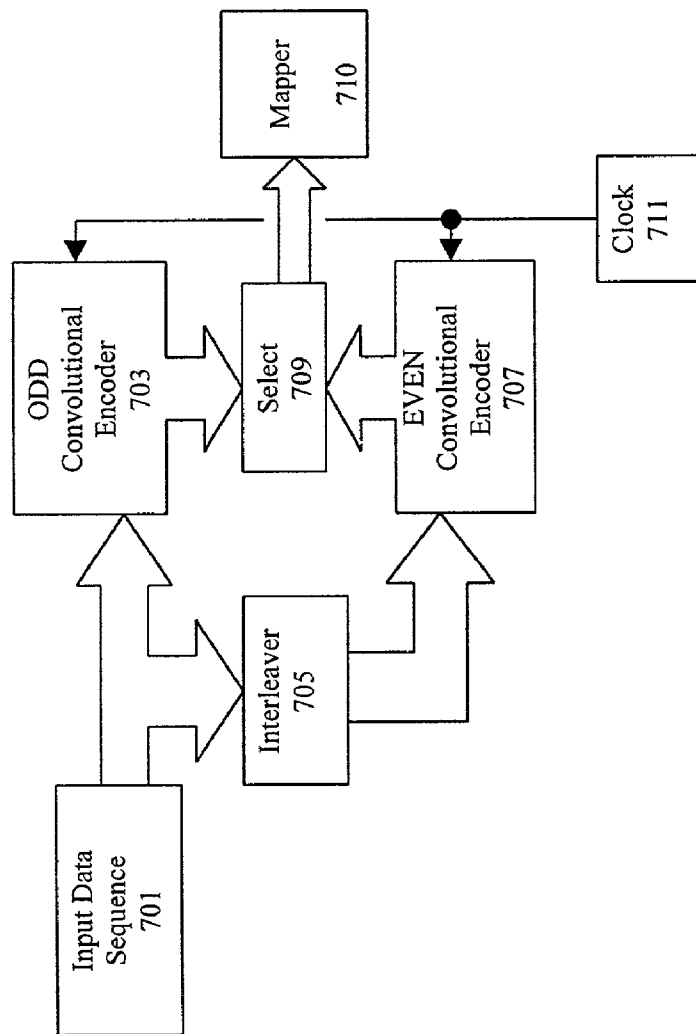 Input Data
Sequence
701
ODD
Convolutional
Encoder
703
Interleaver
705
Select
709
EVEN
Convolutional
Encoder
707
Mapper
710
Clock
711